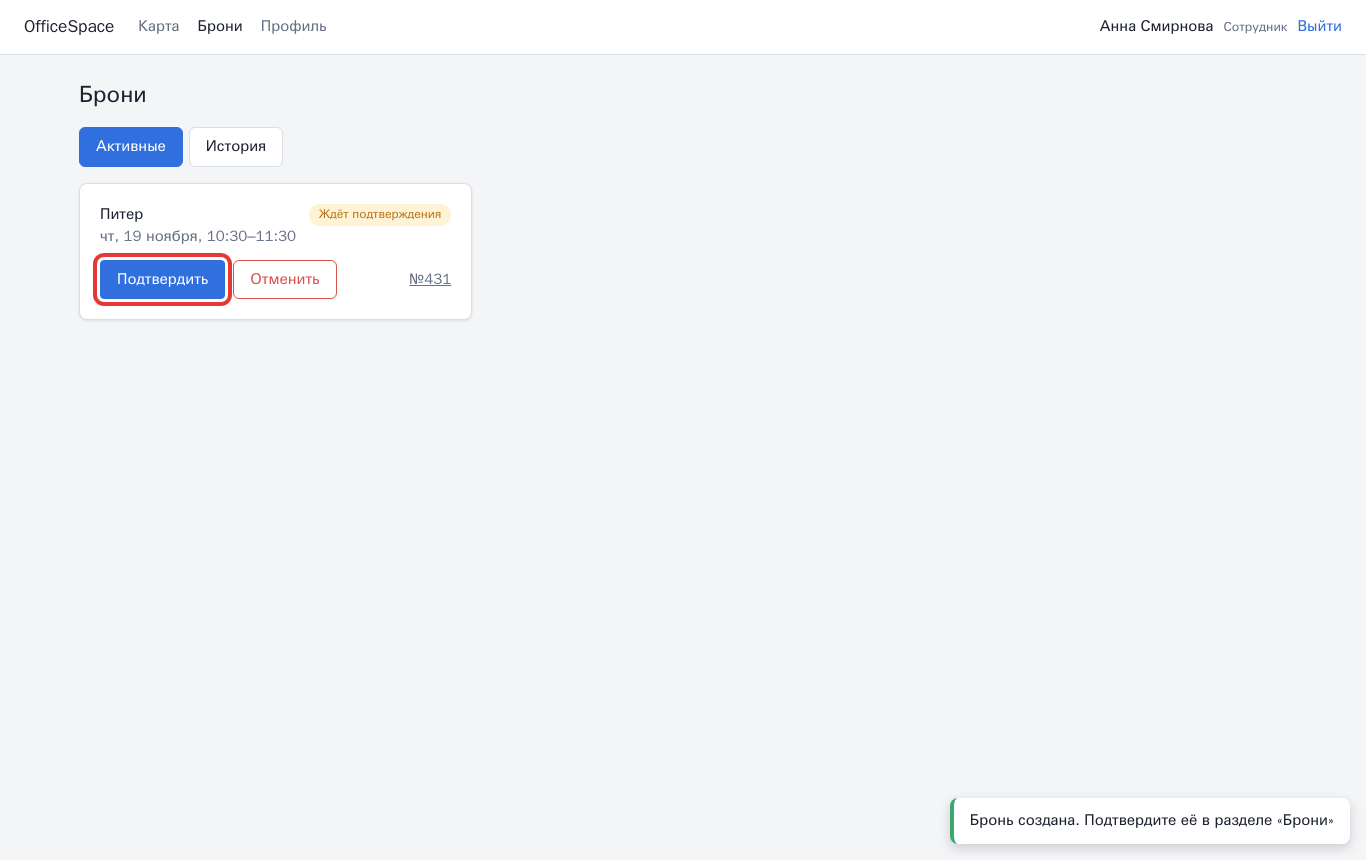 OfficeSpace Карта Брони Профиль Анна Смирнова Сотрудник Выйти
Брони
Активные История
Питер Ждёт подтверждения
чт, 19 ноября, 10:30–11:30
Подтвердить Отменить №431
Бронь создана. Подтвердите её в разделе «Брони»